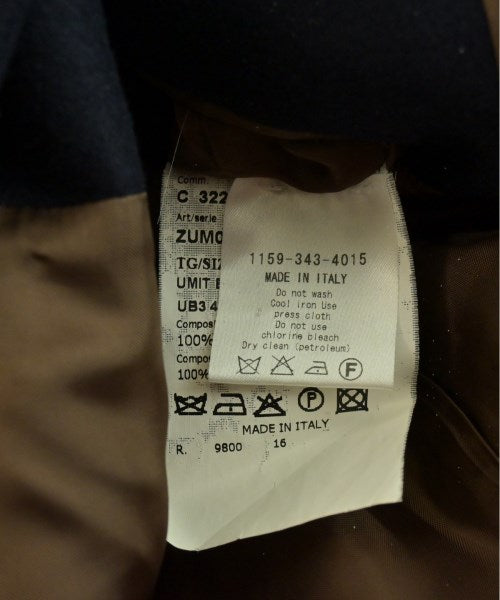 Comm.
C 322
Art/serie
ZUMO
TG/SIZ
UMIT E
UB3 4
Compos
100%
Compos
100%
1159-343-4015
MADE IN ITALY
Do not wash
Cool iron Use
press cloth
Do not use
chlorine bleach
Dry clean (petroleum)
F
P
MADE IN ITALY
R. 9800 16